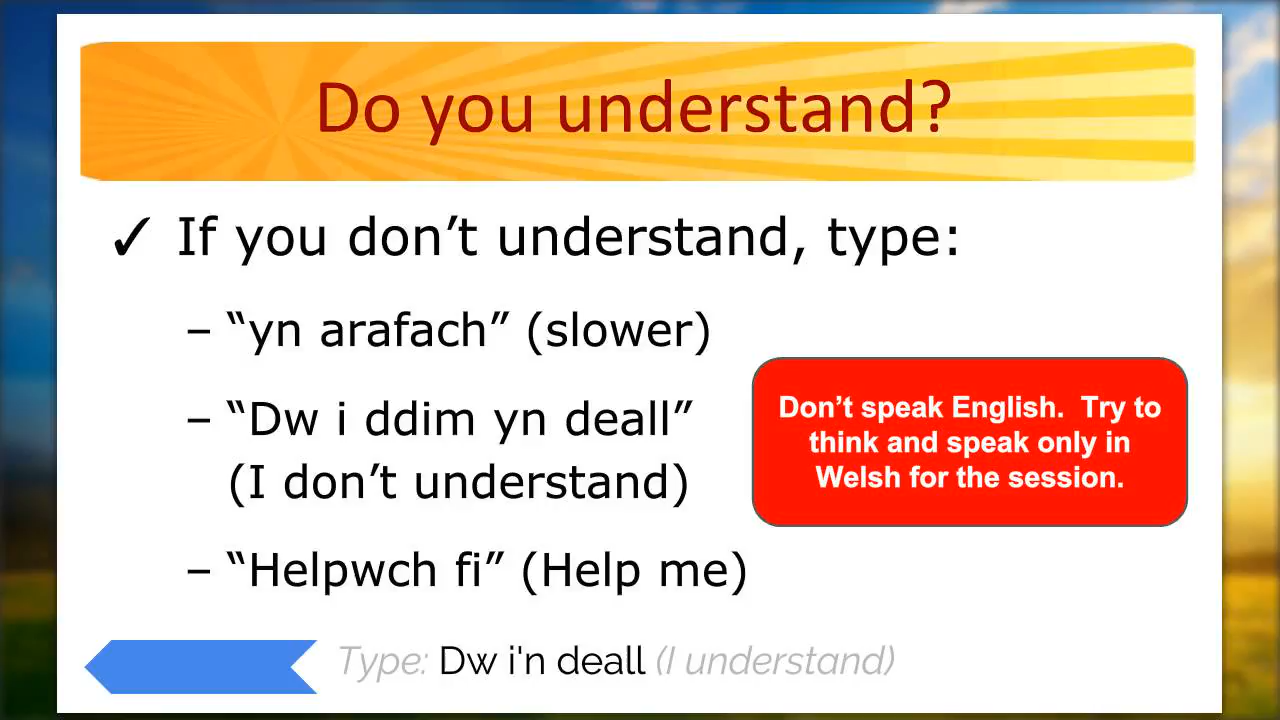 Do you understand?
✓ If you don’t understand, type:
– “yn arafach” (slower)
– “Dw i ddim yn deall”
(I don’t understand)
– “Helpwch fi” (Help me)
Don’t speak English. Try to
think and speak only in
Welsh for the session.
Type: Dw i'n deall (I understand)